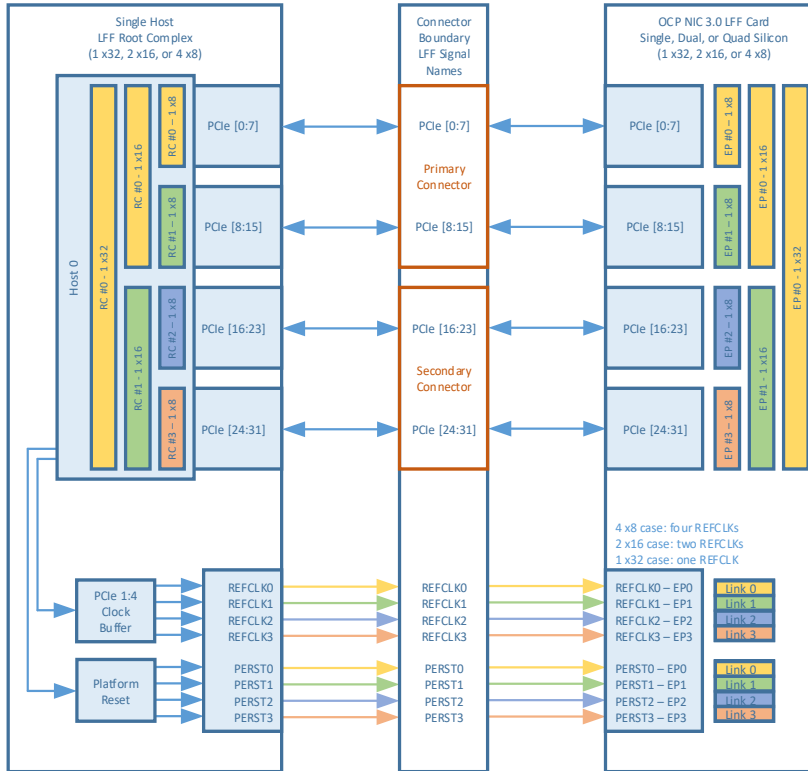 Single Host
LFF Root Complex
(1 x32, 2 x16, or 4 x8)
Connector
Boundary
LFF Signal
Names
OCP NIC 3.0 LFF Card
Single, Dual, or Quad Silicon
(1 x32, 2 x16, or 4 x8)
Host 0
RC #0 - 1 x32
RC #0 - 1 x16
RC #1 - 1 x16
RC #0 – 1 x8
RC #1 – 1 x8
RC #2 – 1 x8
RC #3 – 1 x8
PCIe [0:7]
PCIe [8:15]
PCIe [16:23]
PCIe [24:31]
PCIe [0:7]
Primary
Connector
PCIe [8:15]
PCIe [16:23]
Secondary
Connector
PCIe [24:31]
PCIe [0:7]
PCIe [8:15]
PCIe [16:23]
PCIe [24:31]
EP #0 – 1 x8
EP #1 – 1 x8
EP #2 – 1 x8
EP #3 – 1 x8
EP #0 - 1 x16
EP #1 - 1 x16
EP #0 - 1 x32
4 x8 case: four REFCLKs
2 x16 case: two REFCLKs
1 x32 case: one REFCLK
PCIe 1:4
Clock
Buffer
Platform
Reset
REFCLK0
REFCLK1
REFCLK2
REFCLK3
PERST0
PERST1
PERST2
PERST3
REFCLK0
REFCLK1
REFCLK2
REFCLK3
PERST0
PERST1
PERST2
PERST3
REFCLK0 – EP0
REFCLK1 – EP1
REFCLK2 – EP2
REFCLK3 – EP3
PERST0 – EP0
PERST1 – EP1
PERST2 – EP2
PERST3 – EP3
Link 0
Link 1
Link 2
Link 3
Link 0
Link 1
Link 2
Link 3